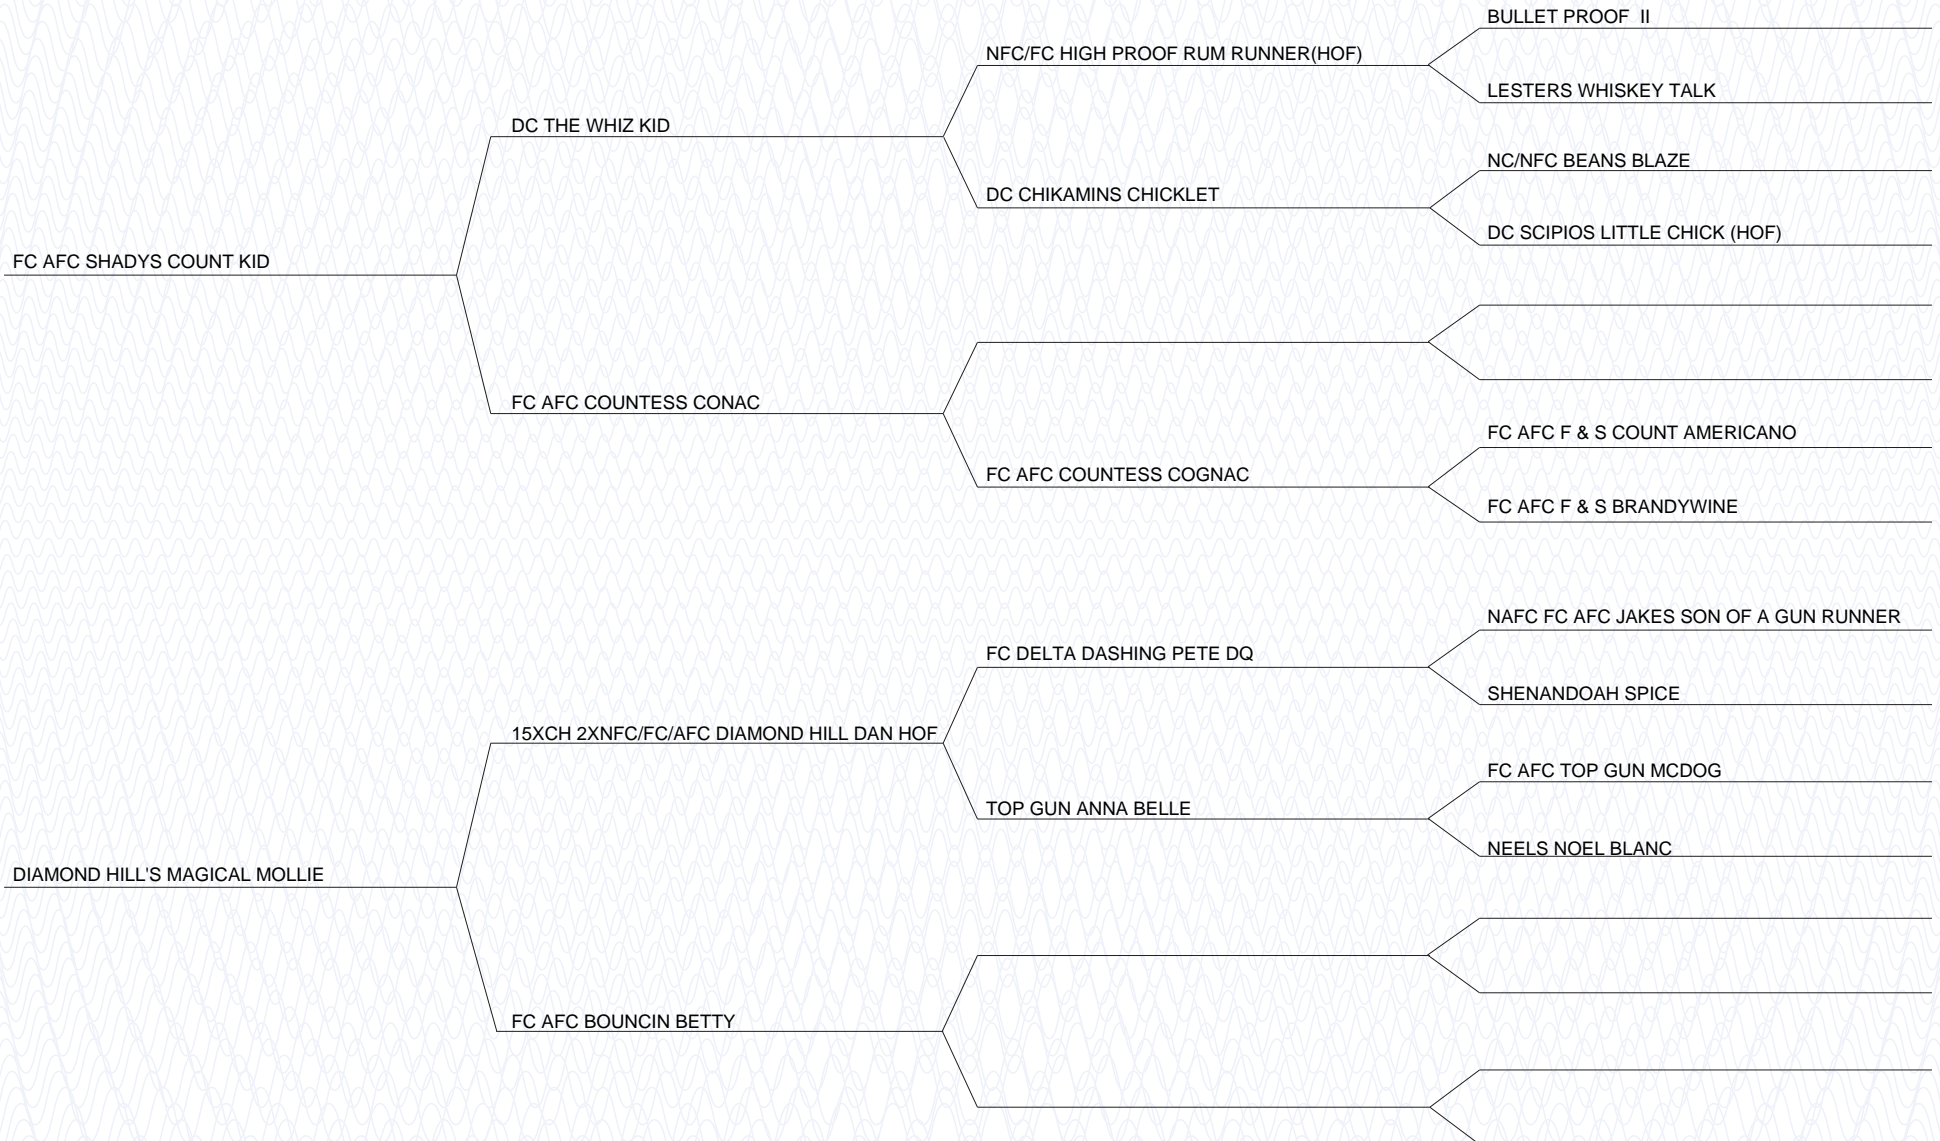 BULLET PROOF II
NFC/FC HIGH PROOF RUM RUNNER(HOF)
LESTERS WHISKEY TALK
DC THE WHIZ KID
NC/NFC BEANS BLAZE
DC CHIKAMINS CHICKLET
DC SCIPIOS LITTLE CHICK (HOF)
FC AFC SHADYS COUNT KID
FC AFC COUNTESS CONAC
FC AFC F & S COUNT AMERICANO
FC AFC COUNTESS COGNAC
FC AFC F & S BRANDYWINE
NAFC FC AFC JAKES SON OF A GUN RUNNER
FC DELTA DASHING PETE DQ
SHENANDOAH SPICE
15XCH 2XNFC/FC/AFC DIAMOND HILL DAN HOF
FC AFC TOP GUN MCDOG
TOP GUN ANNA BELLE
NEELS NOEL BLANC
DIAMOND HILL'S MAGICAL MOLLIE
FC AFC BOUNCIN BETTY